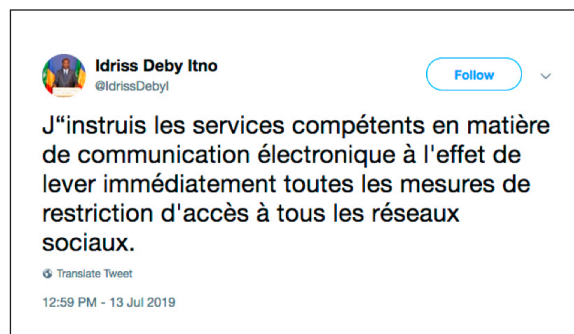 Idriss Deby Itno
@IdrissDebyI
Follow
J“instruis les services compétents en matière
de communication électronique à l'effet de
lever immédiatement toutes les mesures de
restriction d'accès à tous les réseaux
sociaux.
Translate Tweet
12:59 PM - 13 Jul 2019